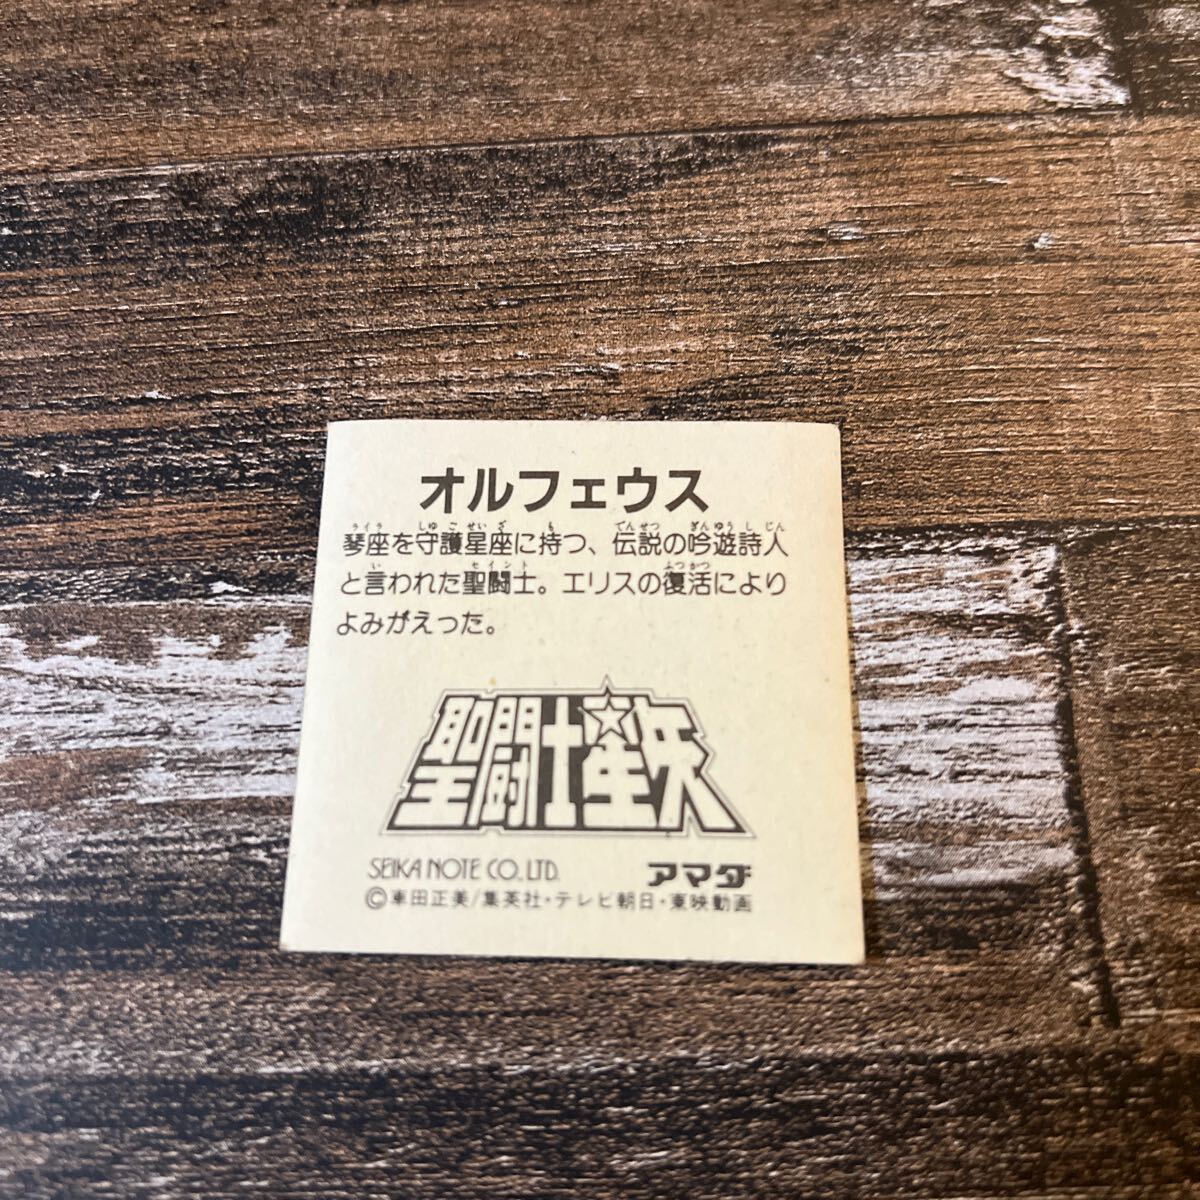 オルフェウス
琴座を守護星座に持つ、伝説の吟遊詩人
と言われた聖闘士。エリスの復活により
よみがえった。
聖闘士星矢
SEIKA NOTE CO. LTD. アマダ
©車田正美/集英社・テレビ朝日・東映動画